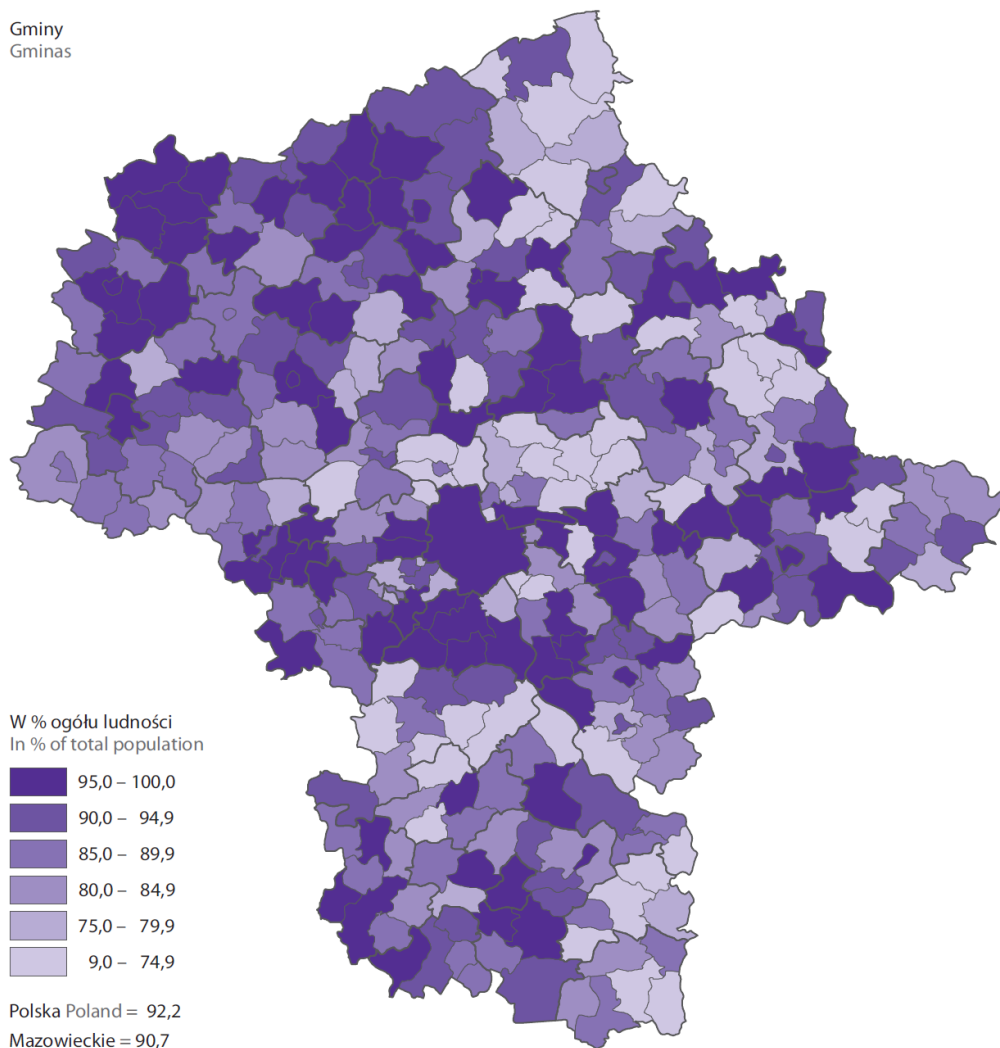 Gminy
Gminas
W % ogółu ludności
In % of total population
95,0 – 100,0
90,0 – 94,9
85,0 – 89,9
80,0 – 84,9
75,0 – 79,9
9,0 – 74,9
Polska Poland = 92,2
Mazowieckie = 90,7